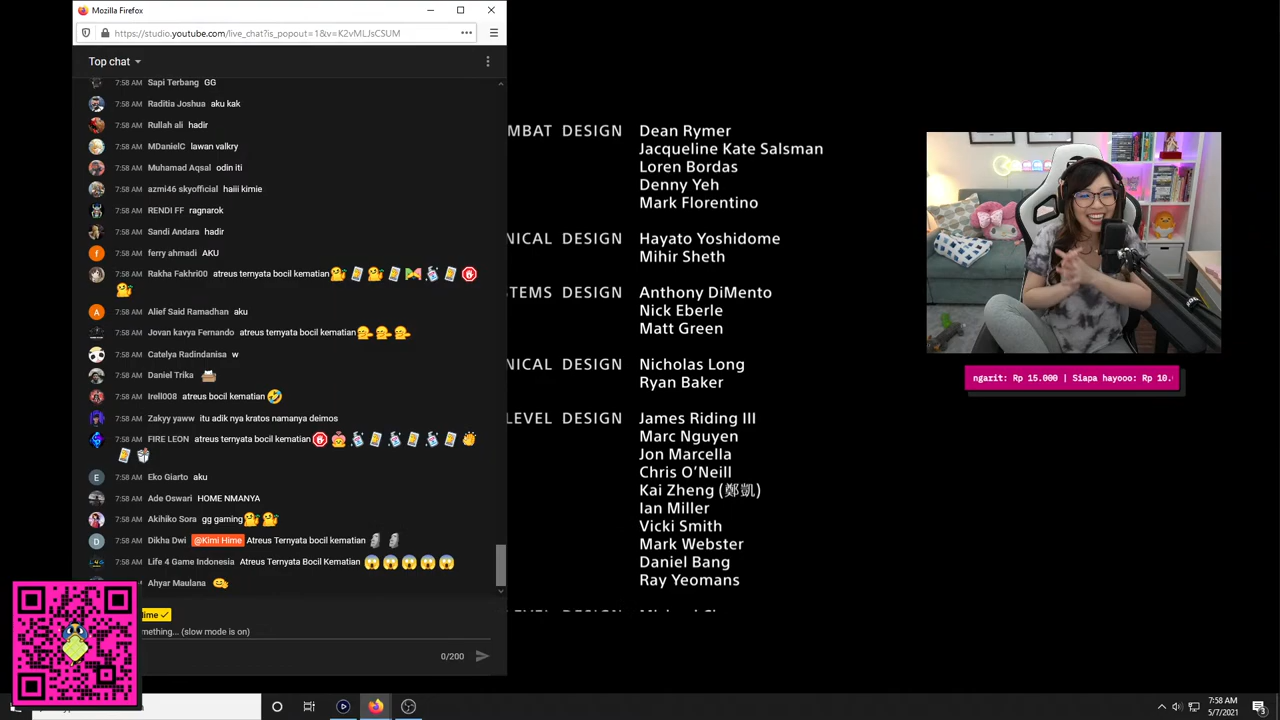 Mozilla Firefox
https://studio.youtube.com/live_chat?is_popout=1&v=K2vMLJsCSUM
Top chat
Sapi Terbang GG
7:58 AM Raditia Joshua aku kak
7:58 AM Rullah ali hadir
7:58 AM MDanielC lawan valkry
7:58 AM Muhamad Aqsal odin iti
7:58 AM azmi46 skyofficial haiii kimie
7:58 AM RENDI FF ragnarok
7:58 AM Sandi Andara hadir
7:58 AM ferry ahmadi AKU
7:58 AM Rakha Fakhri00 atreus ternyata bocil kematian
7:58 AM Alief Said Ramadhan aku
7:58 AM Jovan kavya Fernando atreus ternyata bocil kematian
7:58 AM Catelya Radindanisa w
7:58 AM Daniel Trika
7:58 AM Irell008 atreus bocil kematian
7:58 AM Zakyy yaww itu adik nya kratos namanya deimos
7:58 AM FIRE LEON atreus ternyata bocil kematian
7:58 AM Eko Giarto aku
7:58 AM Ade Oswari HOME NMANYA
7:58 AM Akihiko Sora gg gaming
7:58 AM Dikha Dwi @Kimi Hime Atreus Ternyata bocil kematian
7:58 AM Life 4 Game Indonesia Atreus Ternyata Bocil Kematian
Ahyar Maulana
ime
mething... (slow mode is on)
0/200
MBAT DESIGN Dean Rymer
Jacqueline Kate Salsman
Loren Bordas
Denny Yeh
Mark Florentino
NICAL DESIGN Hayato Yoshidome
Mihir Sheth
STEMS DESIGN Anthony DiMento
Nick Eberle
Matt Green
NICAL DESIGN Nicholas Long
Ryan Baker
LEVEL DESIGN James Riding III
Marc Nguyen
Jon Marcella
Chris O'Neill
Kai Zheng (鄭凱)
Ian Miller
Vicki Smith
Mark Webster
Daniel Bang
Ray Yeomans
ngarit: Rp 15.000 | Siapa hayooo: Rp 10.
7:58 AM
5/7/2021